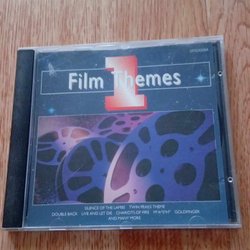 Film Themes
1
SILENCE OF THE LAMBS TWIN PEAKS THEME
DOUBLE BACK LIVE AND LET DIE CHARIOTS OF FIRE M*A*S*H* GOLDFINGER
AND MANY MORE